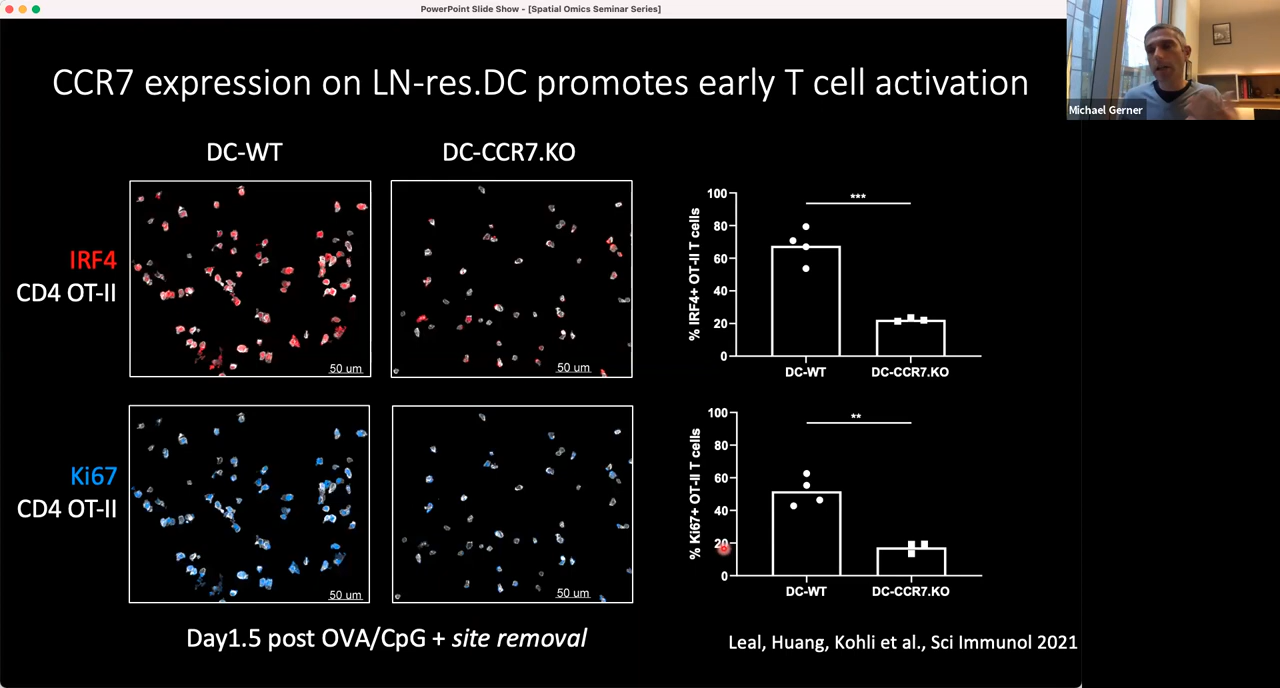 PowerPoint Slide Show - [Spatial Omics Seminar Series]
Michael Gerner
CCR7 expression on LN-res.DC promotes early T cell activation
DC-WT
DC-CCR7.KO
IRF4
CD4 OT-II
50 um
50 um
% IRF4+ OT-II T cells
100
80
60
40
20
0
***
DC-WT
DC-CCR7.KO
Ki67
CD4 OT-II
50 um
50 um
% Ki67+ OT-II T cells
100
80
60
40
20
0
**
DC-WT
DC-CCR7.KO
Day1.5 post OVA/CpG + site removal
Leal, Huang, Kohli et al., Sci Immunol 2021